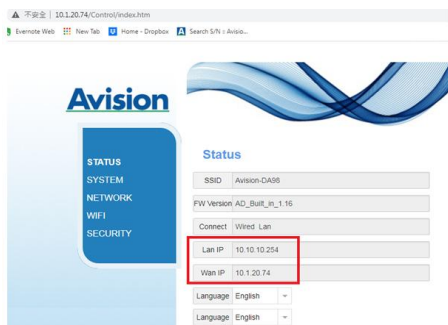 不安全 | 10.1.20.74/Control/index.htm
Evernote Web New Tab Home - Dropbox Search S/N :: Avisio...
Avision
STATUS
SYSTEM
NETWORK
WIFI
SECURITY
Status
SSID Avision-DA98
FW Version AD_Built_in_1.16
Connect Wired Lan
Lan IP 10.10.10.254
Wan IP 10.1.20.74
Language English
Language English